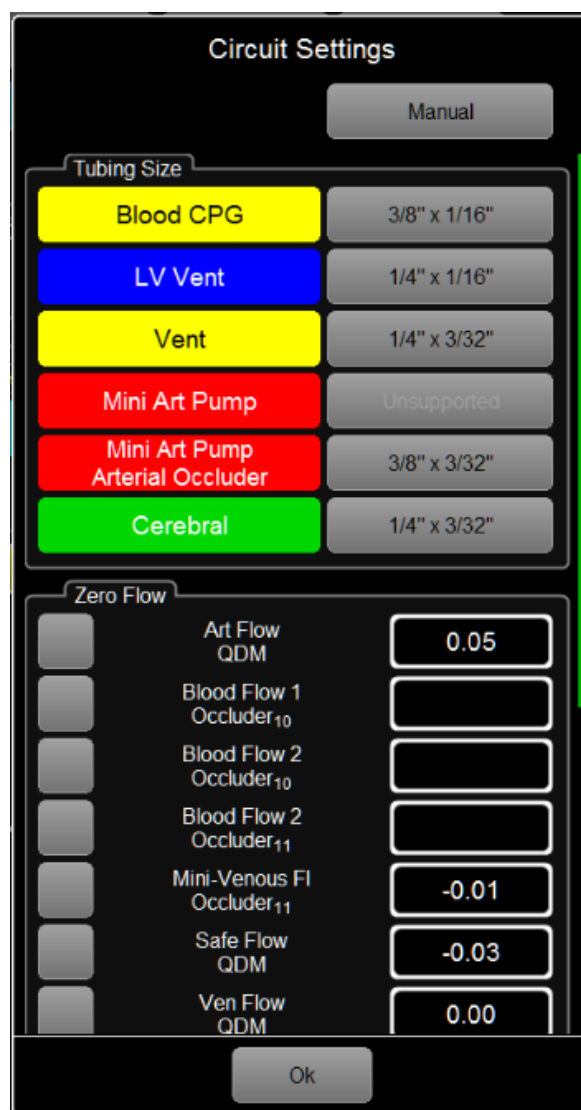 Circuit Settings
Manual
Tubing Size
Blood CPG
3/8" x 1/16"
LV Vent
1/4" x 1/16"
Vent
1/4" x 3/32"
Mini Art Pump
Unsupported
Mini Art Pump
Arterial Occluder
3/8" x 3/32"
Cerebral
1/4" x 3/32"
Zero Flow
Art Flow
QDM
0.05
Blood Flow 1
Occluder₁₀
Blood Flow 2
Occluder₁₀
Blood Flow 2
Occluder₁₁
Mini-Venous Fl
Occluder₁₁
-0.01
Safe Flow
QDM
-0.03
Ven Flow
QDM
0.00
Ok